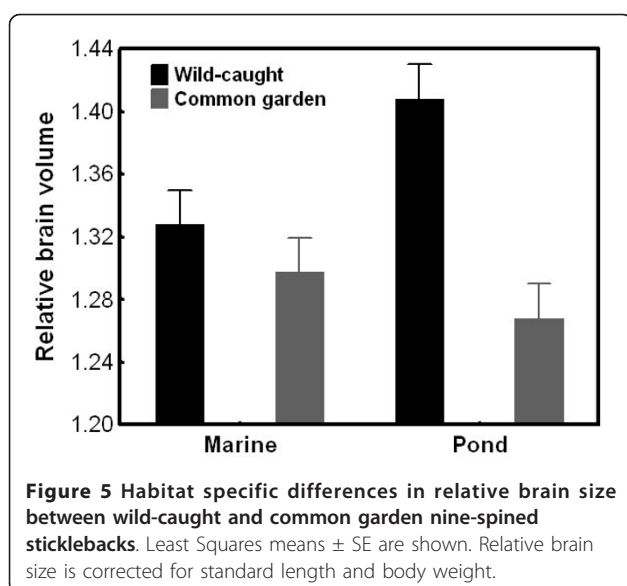 1.44
Wild-caught
Common garden
1.40
1.36
1.32
1.28
1.24
1.20
Relative brain volume
Marine Pond
Figure 5 Habitat specific differences in relative brain size
between wild-caught and common garden nine-spined
sticklebacks. Least Squares means ± SE are shown. Relative brain
size is corrected for standard length and body weight.